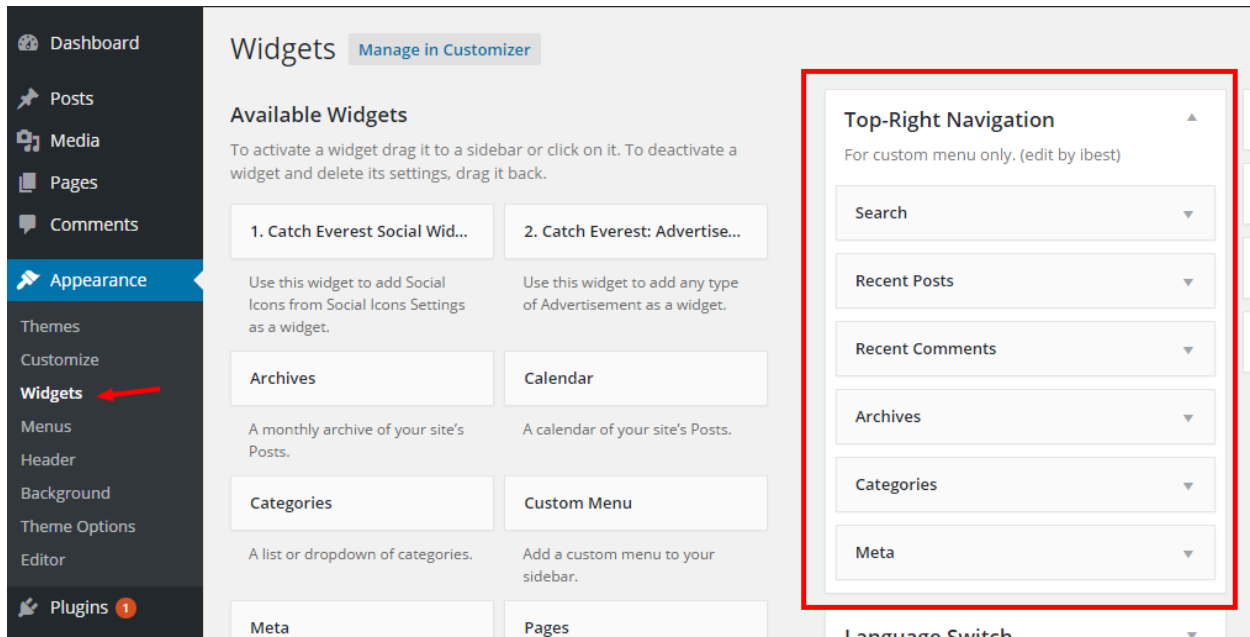 Dashboard
Posts
Media
Pages
Comments
Appearance
Themes
Customize
Widgets
Menus
Header
Background
Theme Options
Editor
Plugins 1
Widgets Manage in Customizer
Available Widgets
To activate a widget drag it to a sidebar or click on it. To deactivate a
widget and delete its settings, drag it back.
1. Catch Everest Social Wid...
Use this widget to add Social
Icons from Social Icons Settings
as a widget.
2. Catch Everest: Advertise...
Use this widget to add any type
of Advertisement as a widget.
Archives
A monthly archive of your site's
Posts.
Calendar
A calendar of your site's Posts.
Categories
A list or dropdown of categories.
Custom Menu
Add a custom menu to your
sidebar.
Meta
Pages
Top-Right Navigation
For custom menu only. (edit by ibest)
Search
Recent Posts
Recent Comments
Archives
Categories
Meta
Language Switch